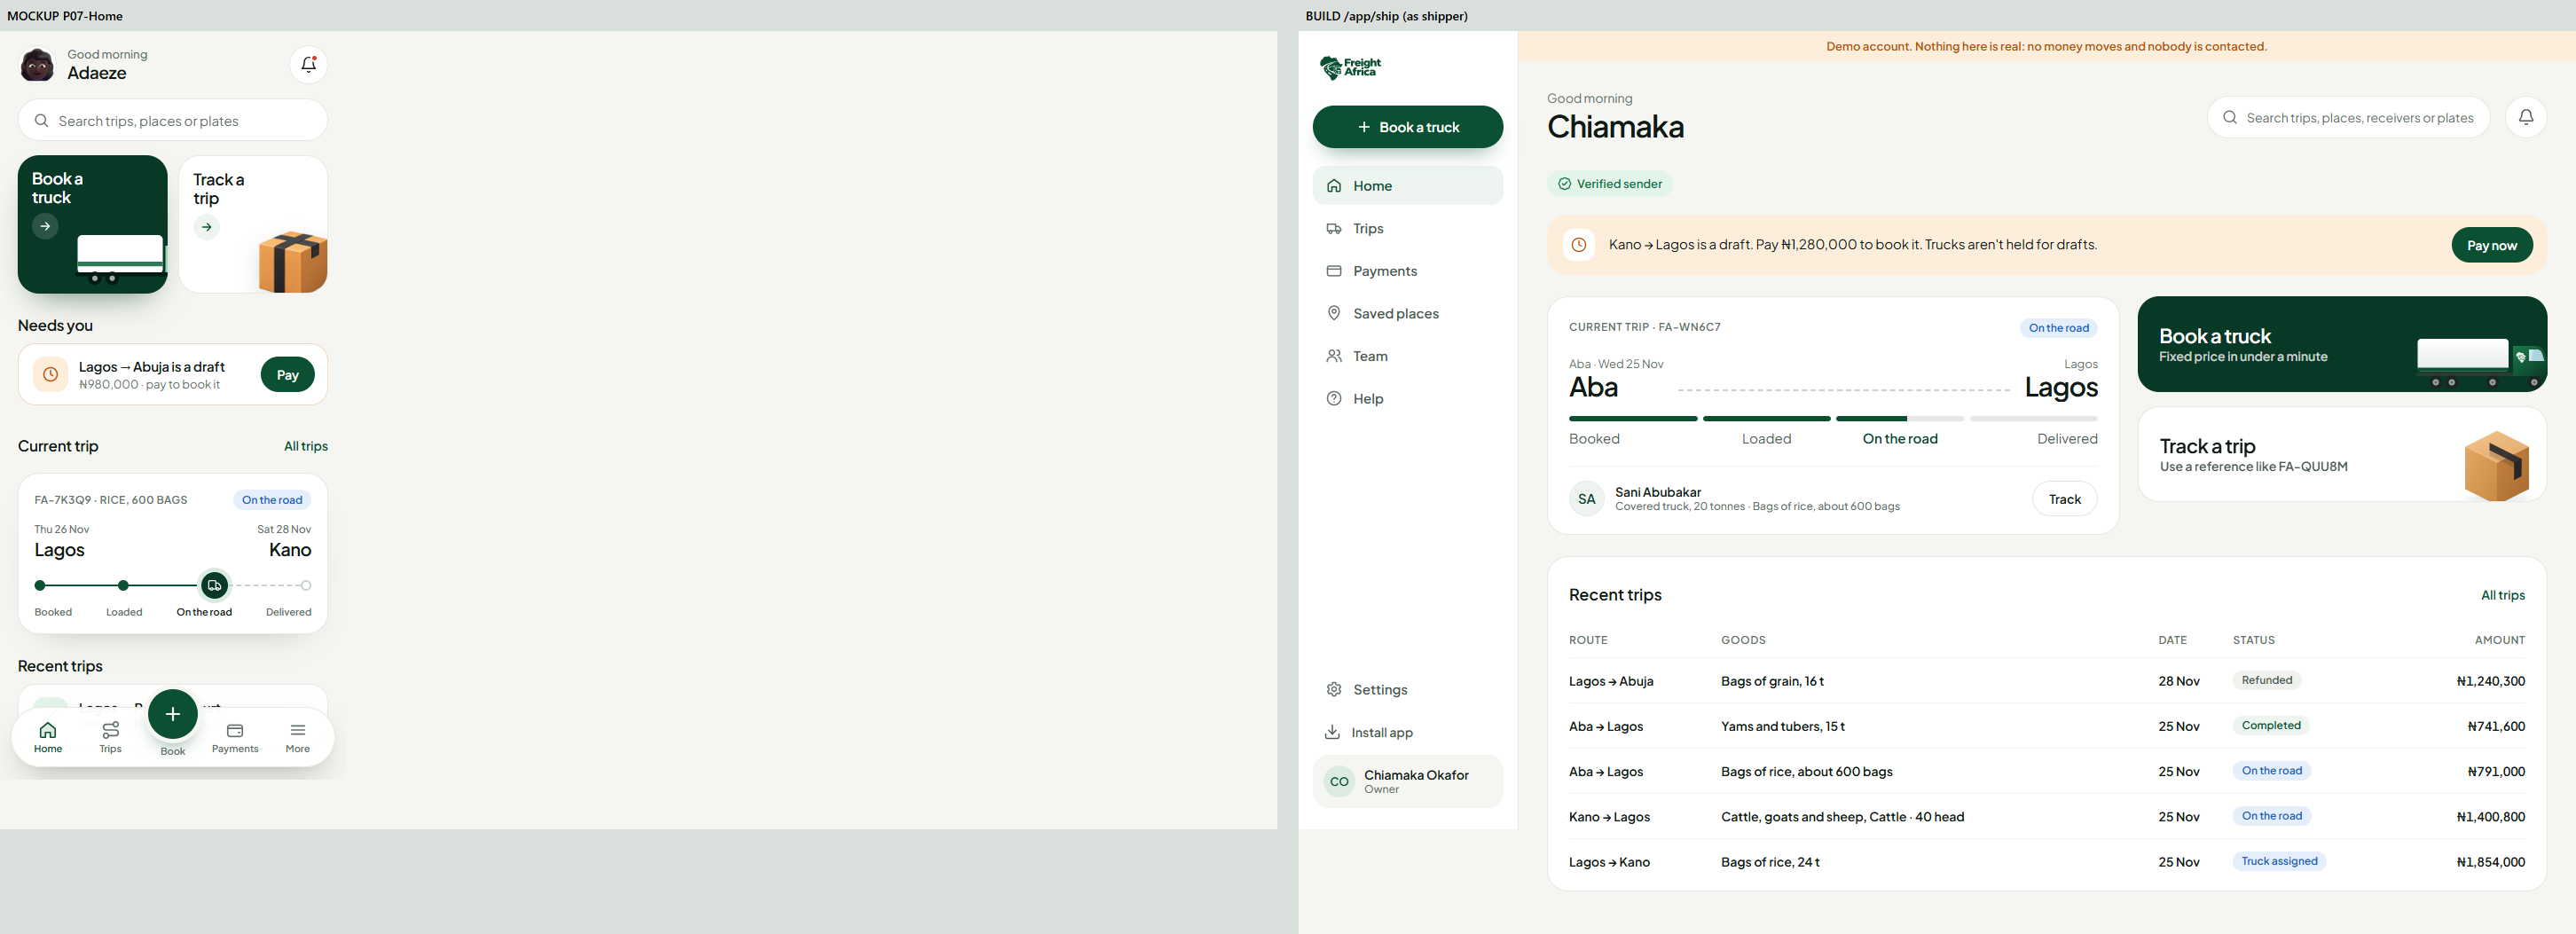 MOCKUP P07-Home
Good morning
Adaeze
Search trips, places or plates
Book a
truck
Track a
trip
Needs you
Lagos → Abuja is a draft
₦980,000 · pay to book it
Pay
Current trip
All trips
FA-7K3Q9 · RICE, 600 BAGS
On the road
Thu 26 Nov
Sat 28 Nov
Lagos
Kano
Booked
Loaded
On the road
Delivered
Recent trips
Home
Trips
Book
Payments
More
BUILD /app/ship (as shipper)
Freight
Africa
Book a truck
Home
Trips
Payments
Saved places
Team
Help
Settings
Install app
CO
Chiamaka Okafor
Owner
Demo account. Nothing here is real: no money moves and nobody is contacted.
Good morning
Chiamaka
Search trips, places, receivers or plates
Verified sender
Kano → Lagos is a draft. Pay ₦1,280,000 to book it. Trucks aren't held for drafts.
Pay now
CURRENT TRIP · FA-WN6C7
On the road
Aba · Wed 25 Nov
Lagos
Aba
Lagos
Booked
Loaded
On the road
Delivered
SA
Sani Abubakar
Covered truck, 20 tonnes · Bags of rice, about 600 bags
Track
Book a truck
Fixed price in under a minute
Track a trip
Use a reference like FA-QUU8M
Recent trips
All trips
ROUTE GOODS DATE STATUS AMOUNT
Lagos → Abuja Bags of grain, 16 t 28 Nov Refunded ₦1,240,300
Aba → Lagos Yams and tubers, 15 t 25 Nov Completed ₦741,600
Aba → Lagos Bags of rice, about 600 bags 25 Nov On the road ₦791,000
Kano → Lagos Cattle, goats and sheep, Cattle · 40 head 25 Nov On the road ₦1,400,800
Lagos → Kano Bags of rice, 24 t 25 Nov Truck assigned ₦1,854,000